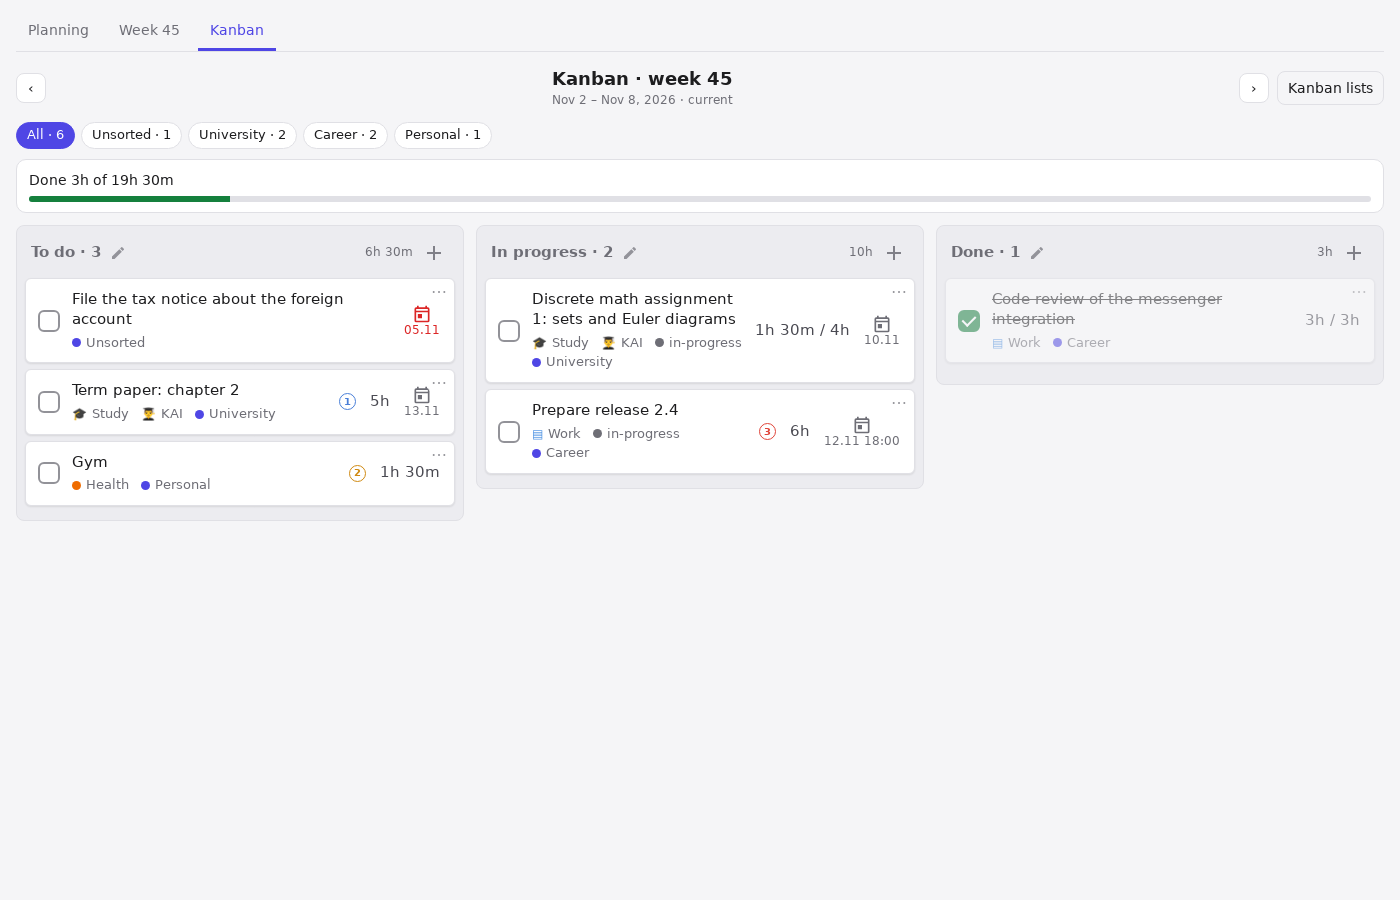 Planning Week 45 Kanban
‹
Kanban · week 45
Nov 2 – Nov 8, 2026 · current
› Kanban lists
All · 6 Unsorted · 1 University · 2 Career · 2 Personal · 1
Done 3h of 19h 30m
To do · 3 6h 30m +
File the tax notice about the foreign
account
05.11
Unsorted
Term paper: chapter 2
1 5h
13.11
Study KAI University
Gym
2 1h 30m
Health Personal
In progress · 2 10h +
Discrete math assignment
1: sets and Euler diagrams
1h 30m / 4h
10.11
Study KAI in-progress
University
Prepare release 2.4
3 6h
12.11 18:00
Work in-progress
Career
Done · 1 3h +
Code review of the messenger
integration
3h / 3h
Work Career